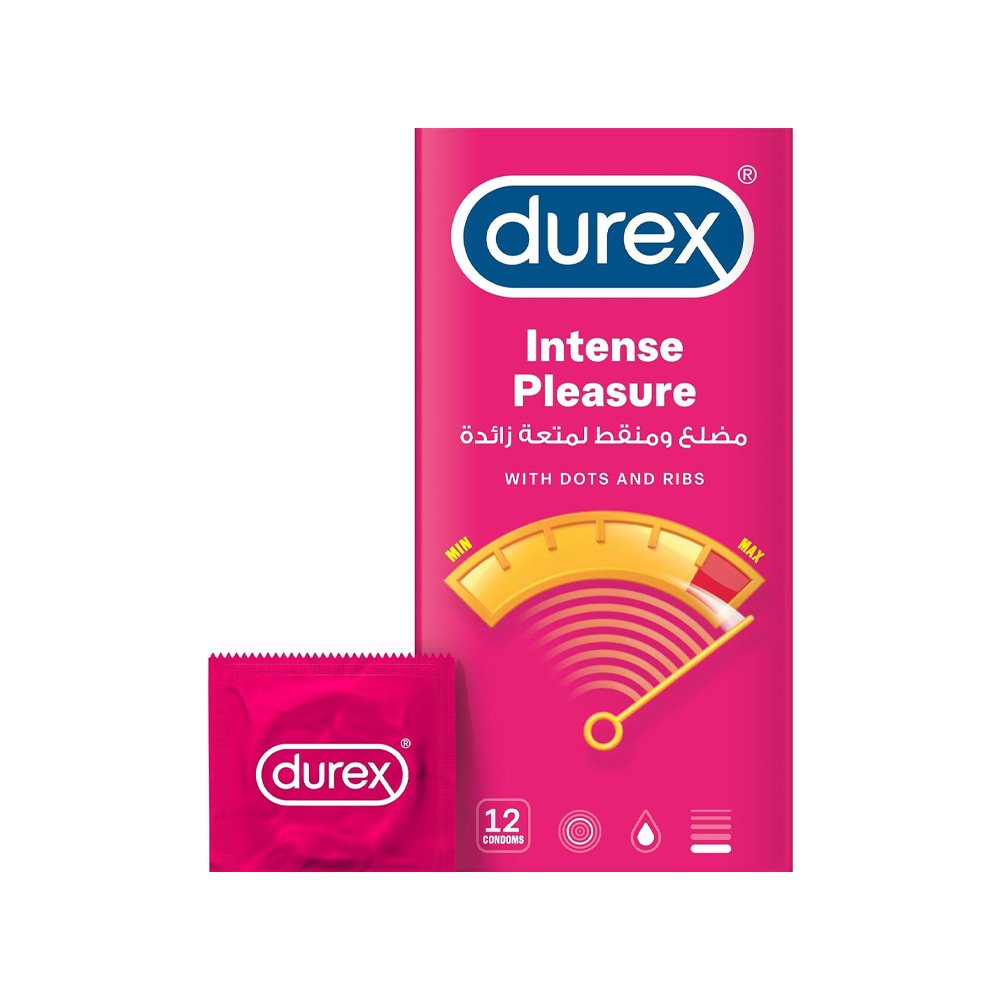 durex®
Intense
Pleasure
مضلع ومنقط لمتعة زائدة
WITH DOTS AND RIBS
MIN
MAX
durex®
12
CONDOMS